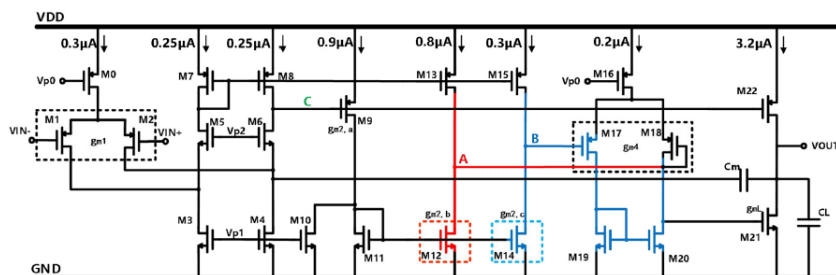 VDD
0.3μA 0.25μA 0.25μA 0.9μA 0.8μA 0.3μA 0.2μA 3.2μA
Vp0 M0 M7 M8 M13 M15 Vp0 M16 M22
C
M1 M2 M5 Vp2 M6 M9 B M17 M18
VIN- gm1 VIN+ gm2,a gm4 VOUT
A
Cm
M3 Vp1 M4 M10 gm2,b gm2,c gmL CL
M11 M12 M14 M19 M20 M21
GND